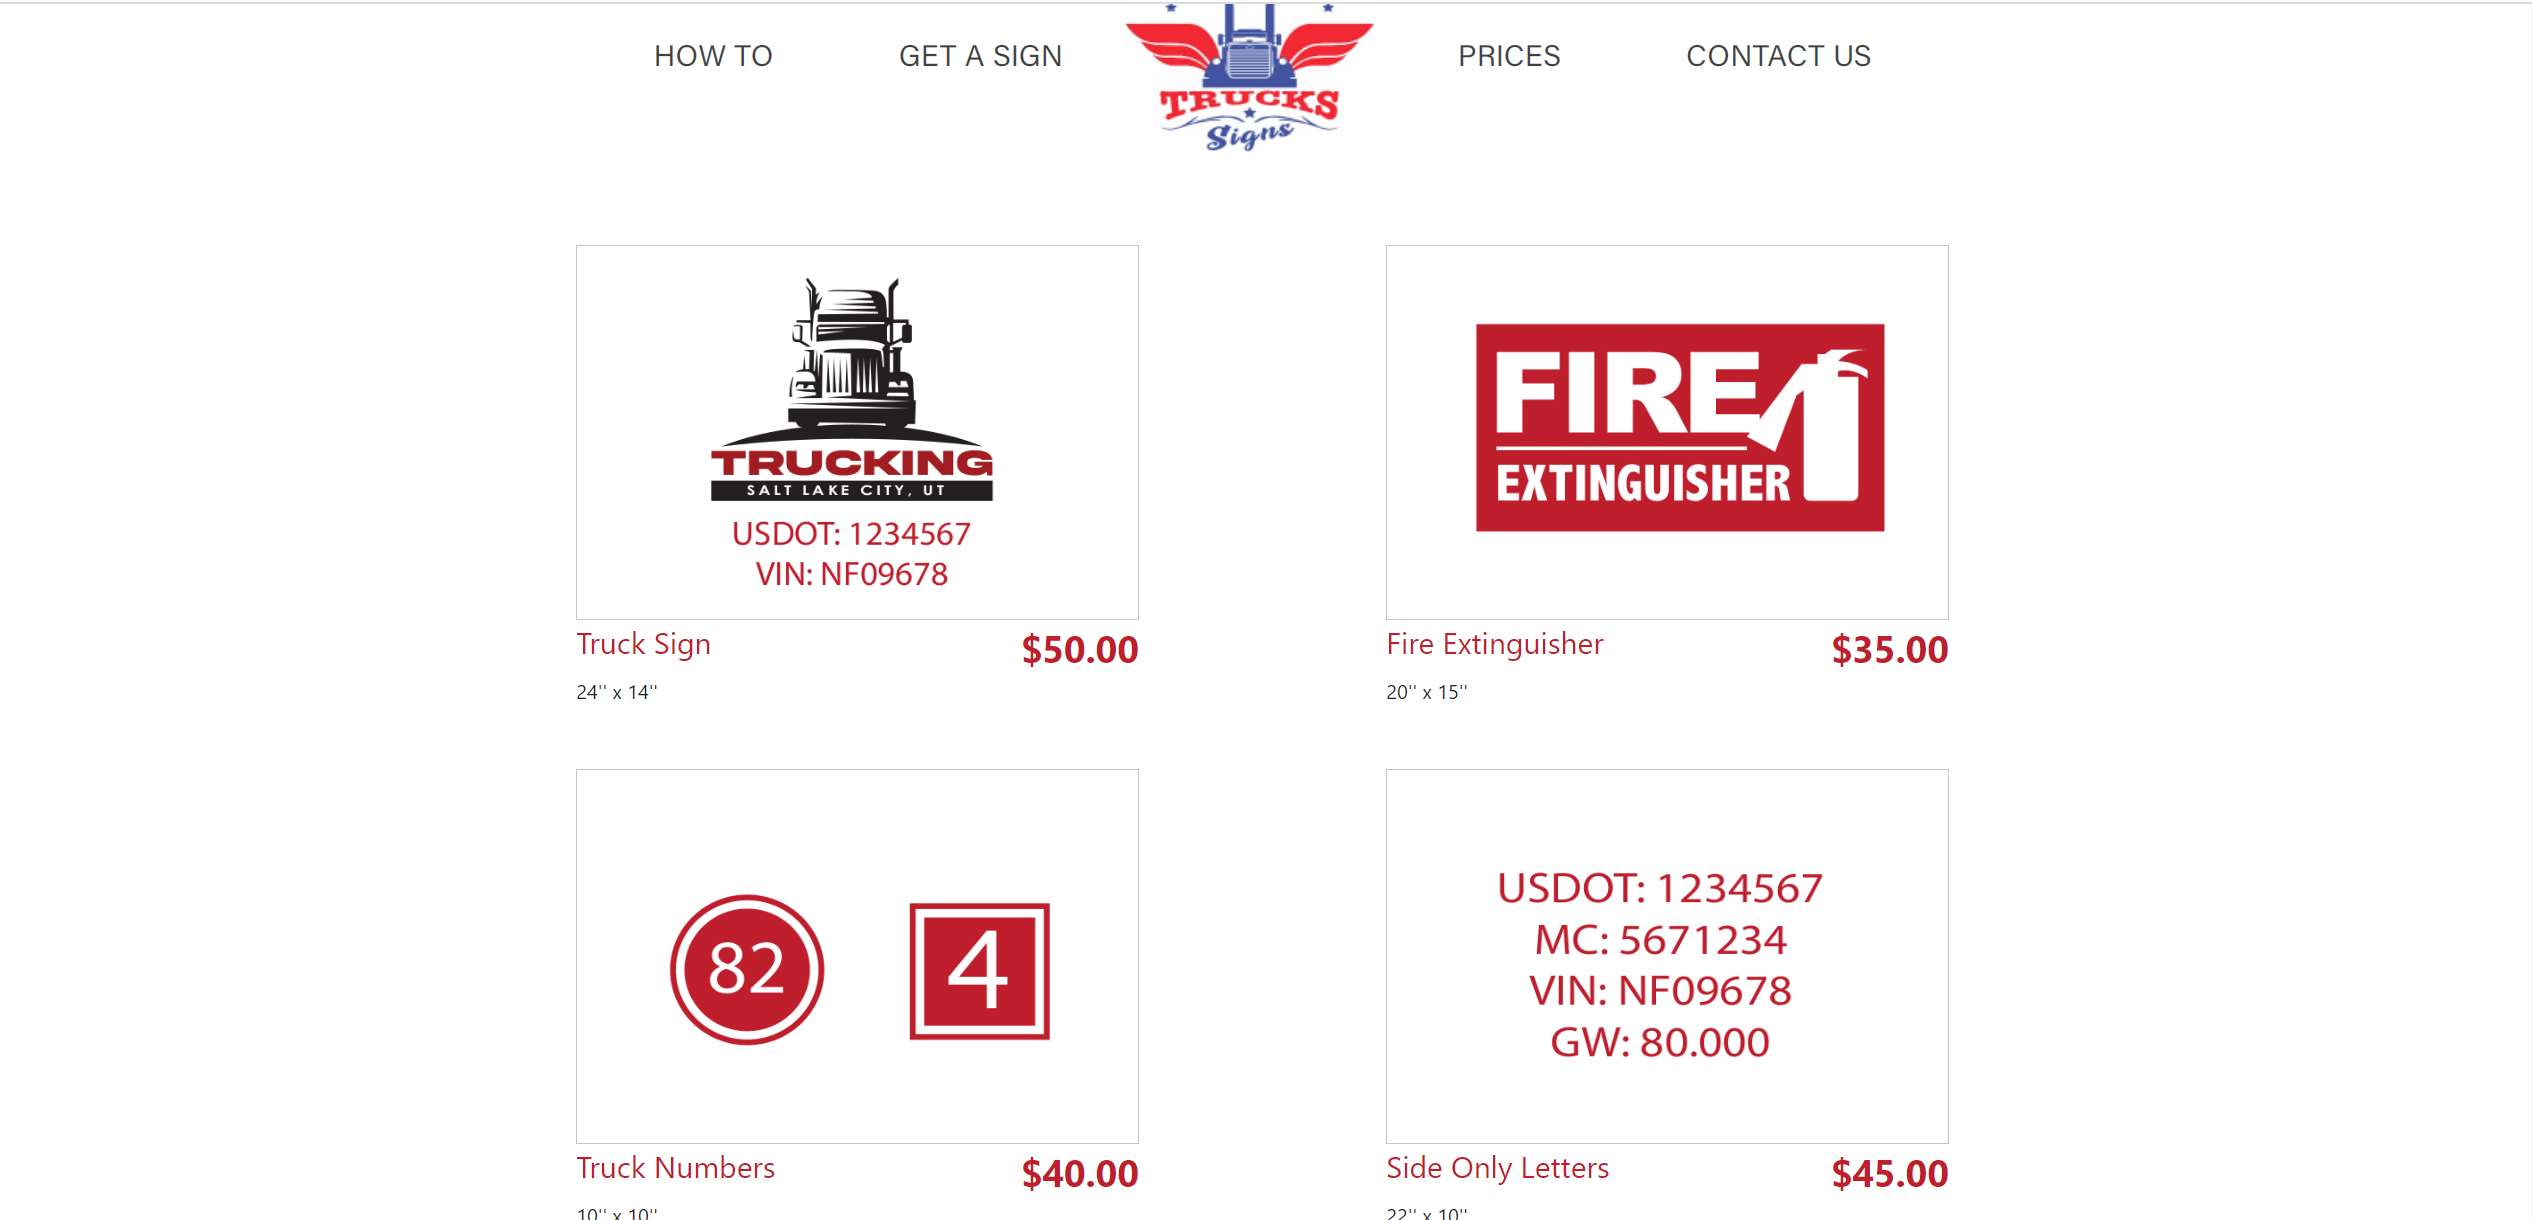 HOW TO
GET A SIGN
TRUCKS
Signs
PRICES
CONTACT US
TRUCKING
SALT LAKE CITY, UT
USDOT: 1234567
VIN: NF09678
Truck Sign
$50.00
24'' x 14''
FIRE
EXTINGUISHER
Fire Extinguisher
$35.00
20'' x 15''
82
4
Truck Numbers
$40.00
10'' x 10''
USDOT: 1234567
MC: 5671234
VIN: NF09678
GW: 80.000
Side Only Letters
$45.00
22'' x 10''